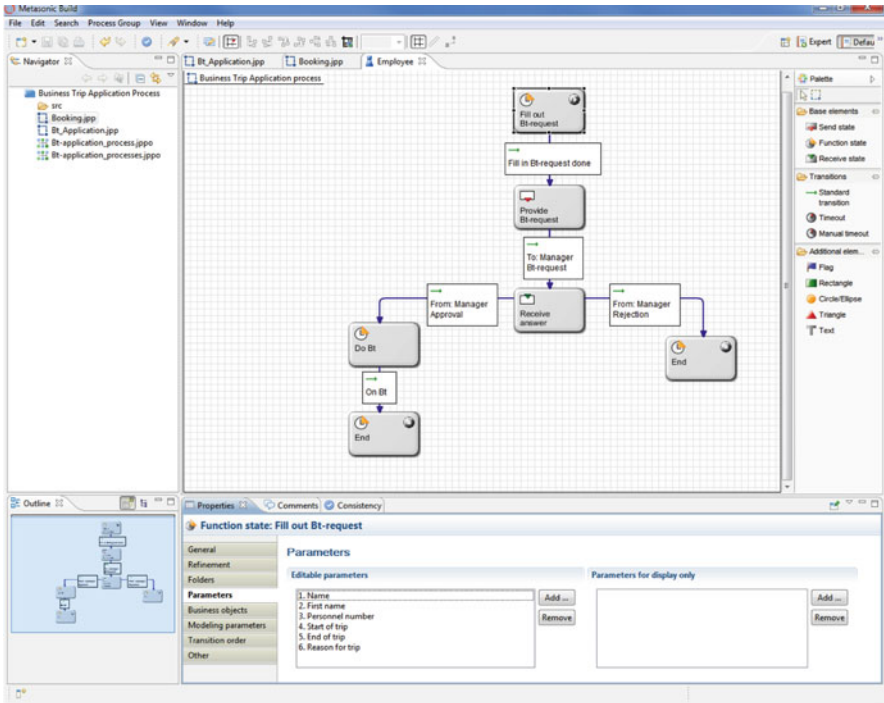 Metasonic Build
File Edit Search Process Group View Window Help
Expert Defau
Navigator
Business Trip Application Process
src
Booking.jpp
Bt_Application.jpp
Bt-application_process.jppo
Bt-application_processes.jppo
Bt_Application.jpp Booking.jpp Employee
Business Trip Application process
Fill out
Bt-request
Fill in Bt-request done
Provide
Bt-request
To: Manager
Bt-request
From: Manager
Approval
Receive
answer
From: Manager
Rejection
Do Bt
End
On Bt
End
Palette
Base elements
Send state
Function state
Receive state
Transitions
Standard
transition
Timeout
Manual timeout
Additional elem...
Flag
Rectangle
Circle/Ellipse
Triangle
Text
Outline
Properties Comments Consistency
Function state: Fill out Bt-request
General
Refinement
Folders
Parameters
Business objects
Modeling parameters
Transition order
Other
Parameters
Editable parameters
1. Name
2. First name
3. Personnel number
4. Start of trip
5. End of trip
6. Reason for trip
Add ...
Remove
Parameters for display only
Add ...
Remove